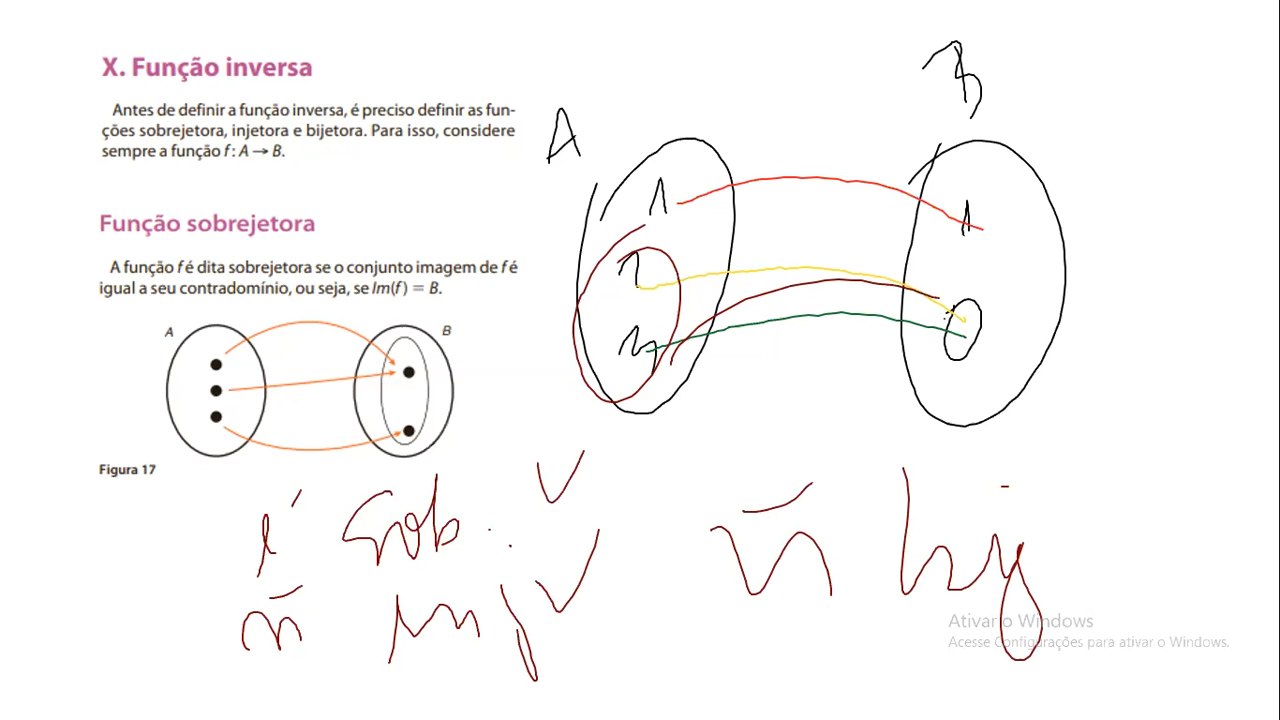 X. Função inversa
Antes de definir a função inversa, é preciso definir as fun-
ções sobrejetora, injetora e bijetora. Para isso, considere
sempre a função f: A → B.
Função sobrejetora
A função f é dita sobrejetora se o conjunto imagem de f é
igual a seu contradomínio, ou seja, se Im(f) = B.
A
B
Figura 17
A
B
1
2
3
1
é sob.
ñ inj
ñ bij
Ativar o Windows
Acesse Configurações para ativar o Windows.